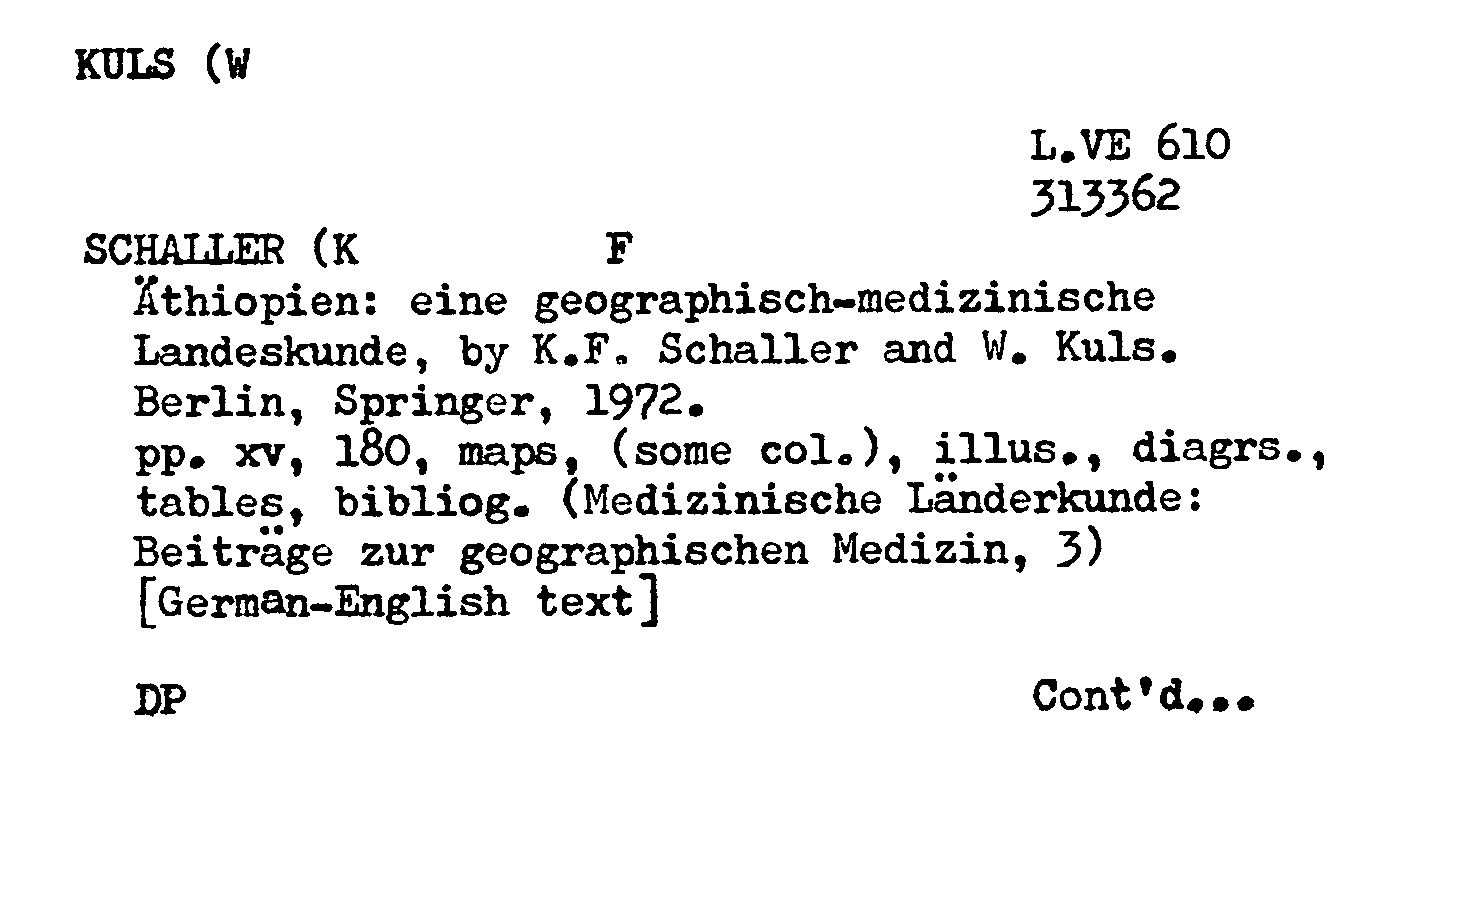 KULS (W
L.VE 610
313362
SCHALLER (K F
Äthiopien: eine geographisch-medizinische
Landeskunde, by K.F. Schaller and W. Kuls.
Berlin, Springer, 1972.
pp. xv, 180, maps, (some col.), illus., diagrs.,
tables, bibliog. (Medizinische Länderkunde:
Beiträge zur geographischen Medizin, 3)
[German-English text]
DP Cont'd...